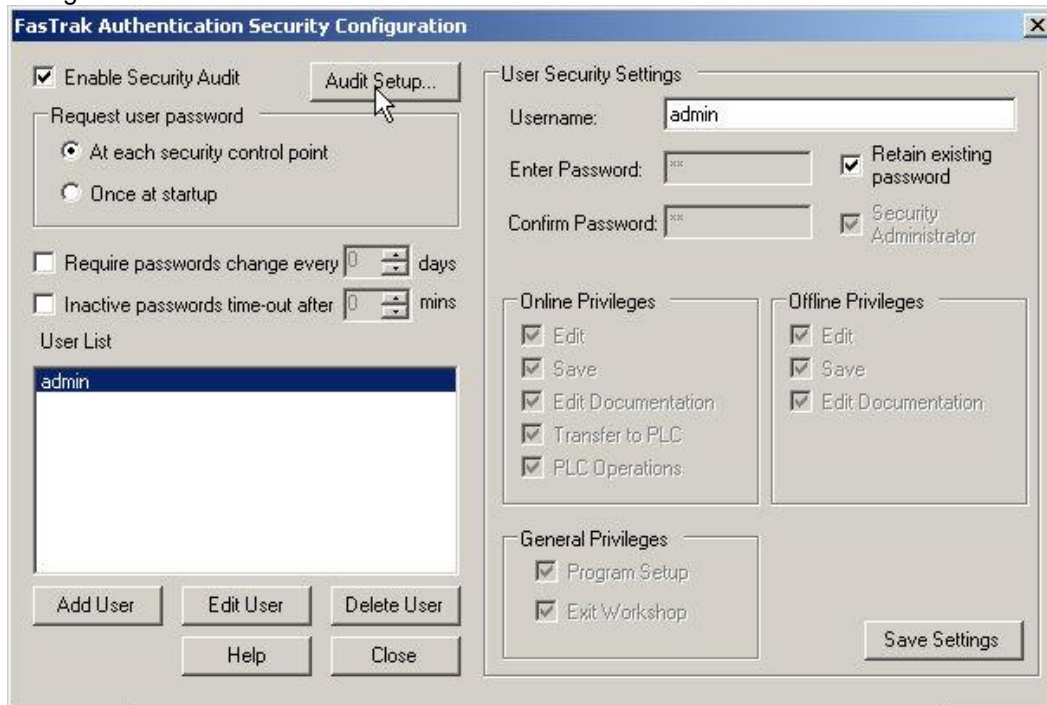 FasTrak Authentication Security Configuration
Enable Security Audit
Audit Setup...
Request user password
At each security control point
Once at startup
Require passwords change every 0 days
Inactive passwords time-out after 0 mins
User List
admin
Add User
Edit User
Delete User
Help
Close
User Security Settings
Username: admin
Enter Password: **
Retain existing
password
Confirm Password: **
Security
Administrator
Online Privileges
Edit
Save
Edit Documentation
Transfer to PLC
PLC Operations
Offline Privileges
Edit
Save
Edit Documentation
General Privileges
Program Setup
Exit Workshop
Save Settings